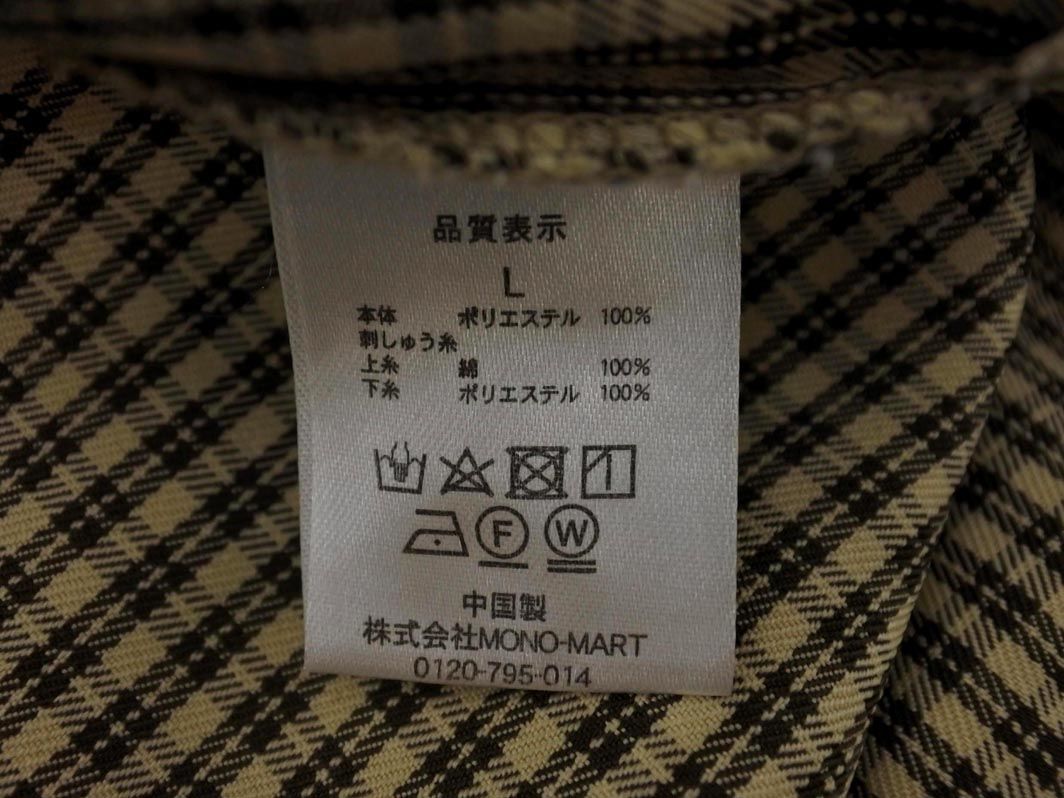 品質表示
L
本体 ポリエステル 100%
刺しゅう糸
上糸 綿 100%
下糸 ポリエステル 100%
F W
中国製
株式会社MONO-MART
0120-795-014